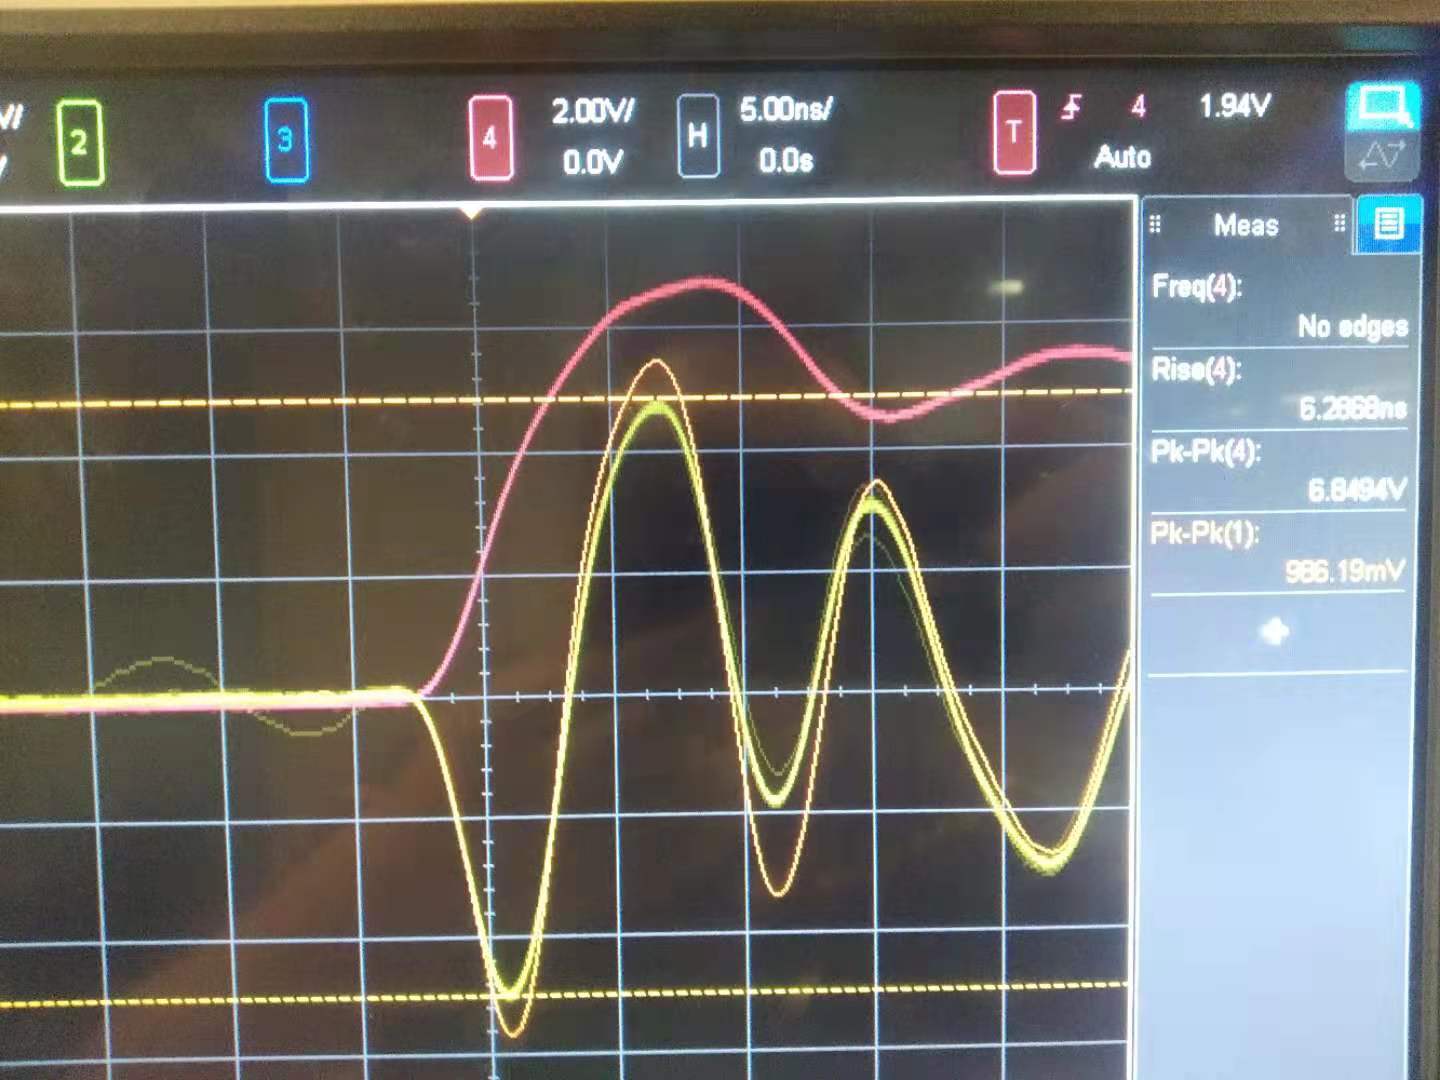 V/
2
3
4
2.00V/
0.0V
H
5.00ns/
0.0s
T
4
1.94V
Auto
Meas
Freq(4):
No edges
Rise(4):
6.2868ns
Pk-Pk(4):
6.8494V
Pk-Pk(1):
986.19mV